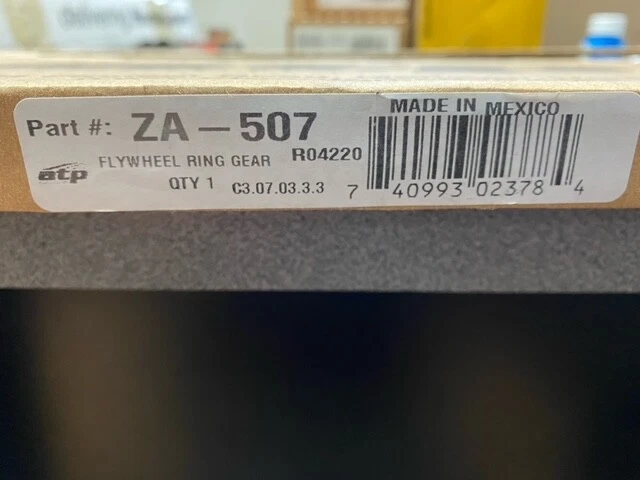 Part #: ZA-507
MADE IN MEXICO
atp
FLYWHEEL RING GEAR R04220
QTY 1 C3.07.03.3.3
7 40993 02378 4